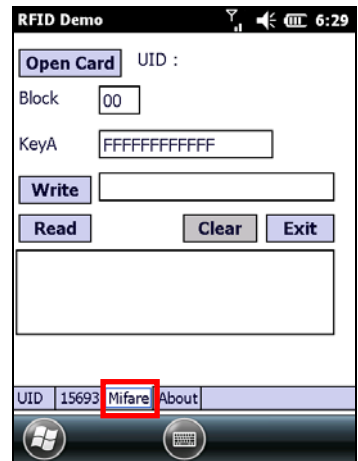 RFID Demo 6:29
Open Card UID :
Block 00
KeyA FFFFFFFFFFFF
Write
Read Clear Exit
UID 15693 Mifare About